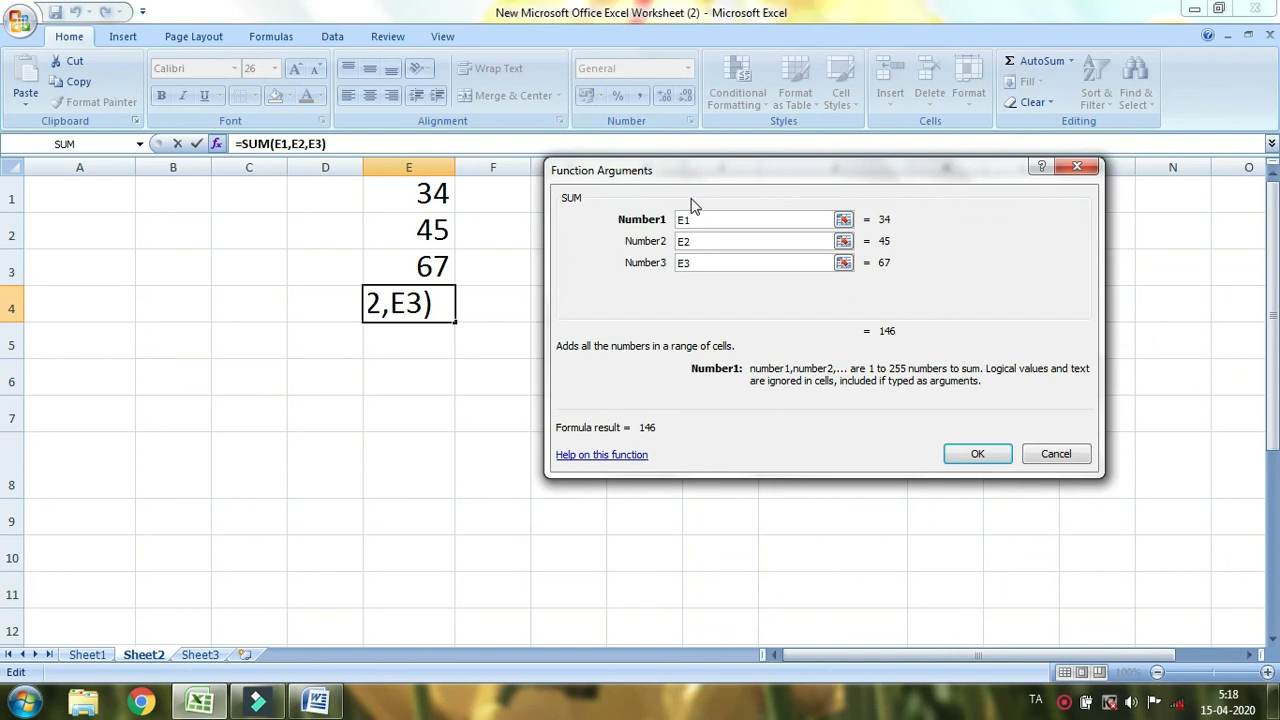 New Microsoft Office Excel Worksheet (2) - Microsoft Excel
Home Insert Page Layout Formulas Data Review View
Paste
Cut
Copy
Format Painter
Clipboard
Calibri 26
B I U
A
Font
Wrap Text
Merge & Center
Alignment
General
%
,
Number
Conditional Formatting
Format as Table
Cell Styles
Styles
Insert
Delete
Format
Cells
Σ AutoSum
Fill
Clear
Sort & Filter
Find & Select
Editing
SUM fx =SUM(E1,E2,E3)
A B C D E F N O
1 34
2 45
3 67
4 2,E3)
5
6
7
8
9
10
11
12
Function Arguments ?
SUM
Number1 E1 = 34
Number2 E2 = 45
Number3 E3 = 67
= 146
Adds all the numbers in a range of cells.
Number1: number1,number2,... are 1 to 255 numbers to sum. Logical values and text
are ignored in cells, included if typed as arguments.
Formula result = 146
Help on this function
OK Cancel
Sheet1 Sheet2 Sheet3
Edit 100%
TA 5:18
15-04-2020